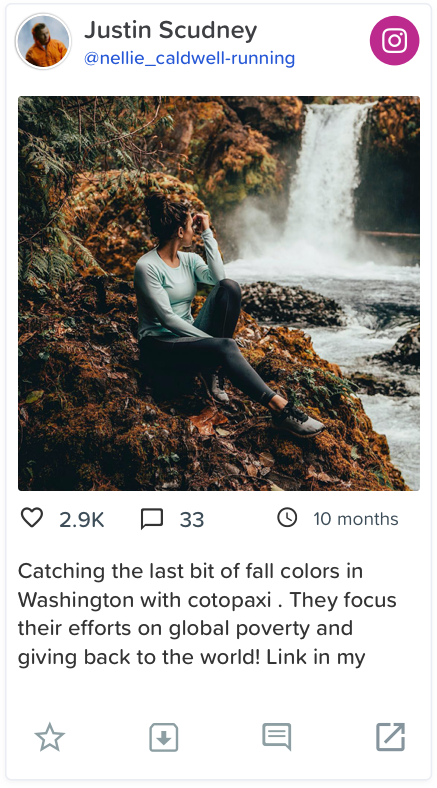 Justin Scudney
@nellie_caldwell-running
2.9K
33
10 months
Catching the last bit of fall colors in
Washington with cotopaxi . They focus
their efforts on global poverty and
giving back to the world! Link in my